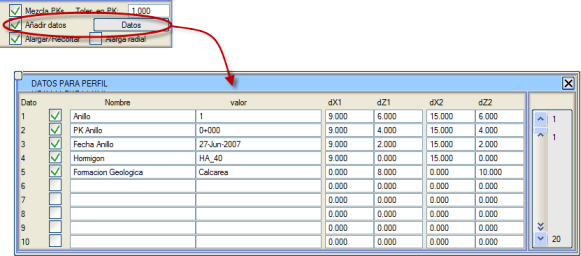 Mezcla PKs Toler. en PK: 1.000
Añadir datos Datos
Alargar/Recortar Alarga radial
DATOS PARA PERFIL
Dato Nombre valor dX1 dZ1 dX2 dZ2
1 Anillo 1 9.000 6.000 15.000 6.000 1
2 PK Anillo 0+000 9.000 4.000 15.000 4.000 1
3 Fecha Anillo 27-Jun-2007 9.000 2.000 15.000 2.000
4 Hormigon HA_40 9.000 0.000 15.000 0.000
5 Formacion Geologica Calcarea 0.000 8.000 0.000 10.000
6 0.000 0.000 0.000 0.000
7 0.000 0.000 0.000 0.000
8 0.000 0.000 0.000 0.000
9 0.000 0.000 0.000 0.000
10 0.000 0.000 0.000 0.000 20